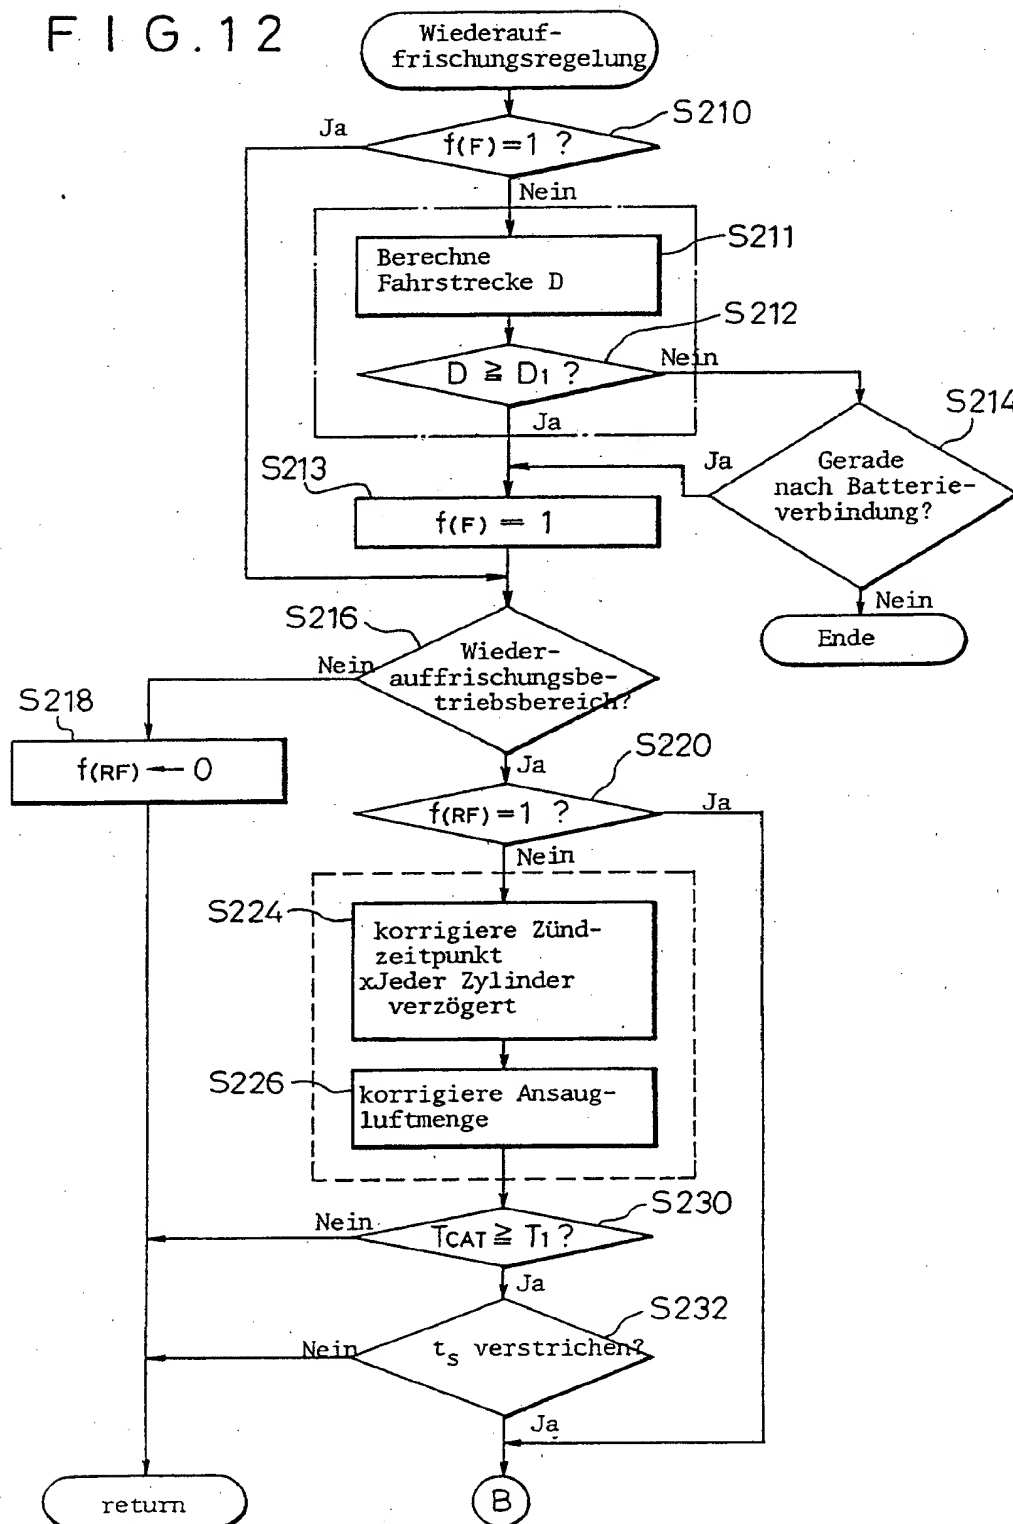 FIG.12
Wiederauf-
frischungsregelung
S210
Ja
f(F)=1 ?
Nein
S211
Berechne
Fahrstrecke D
S212
D ≧ D1 ?
Nein
Ja
S214
Gerade
nach Batterie-
verbindung?
Ja
S213
f(F) = 1
Nein
Ende
S216
Wieder-
auffrischungsbe-
triebsbereich?
Nein
S218
f(RF) ← 0
Ja
S220
f(RF)=1 ?
Ja
Nein
S224
korrigiere Zünd-
zeitpunkt
xJeder Zylinder
verzögert
S226
korrigiere Ansaug-
luftmenge
S230
Nein
TCAT ≧ T1 ?
Ja
S232
Nein
ts verstrichen?
Ja
return
B